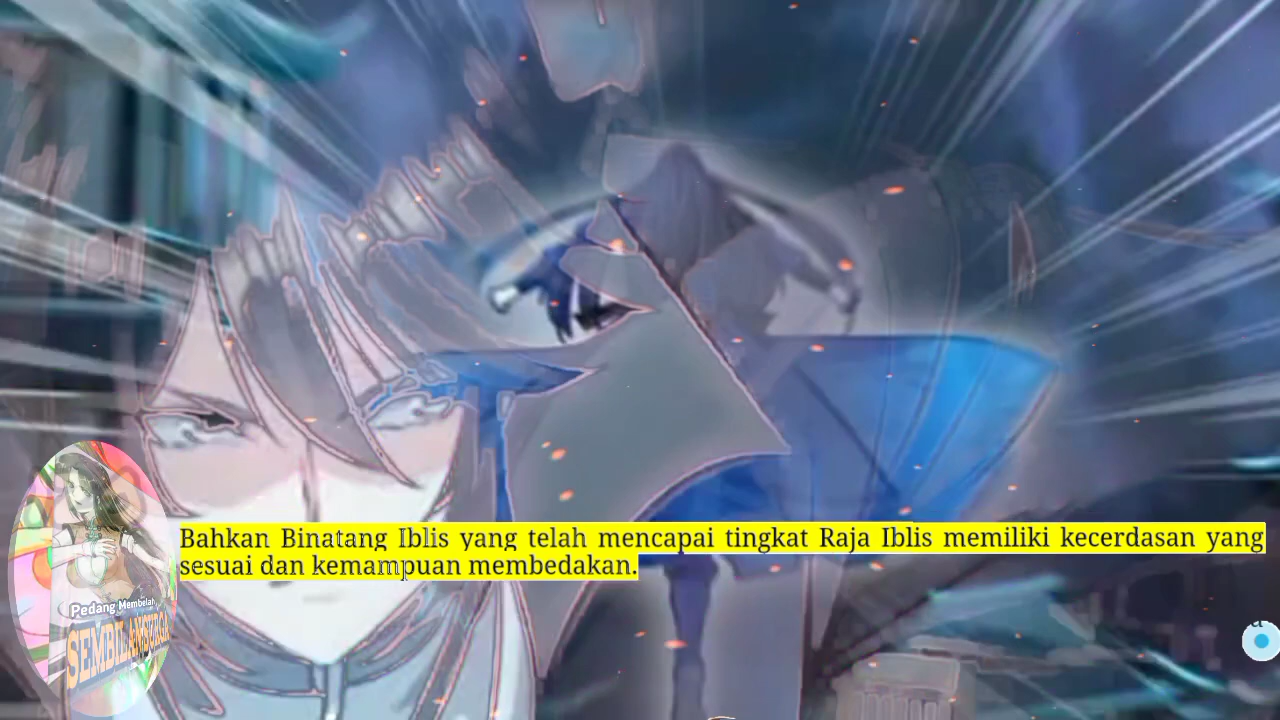 Bahkan Binatang Iblis yang telah mencapai tingkat Raja Iblis memiliki kecerdasan yang
sesuai dan kemampuan membedakan.
Pedang Membelah
SEMBILAN SURGA